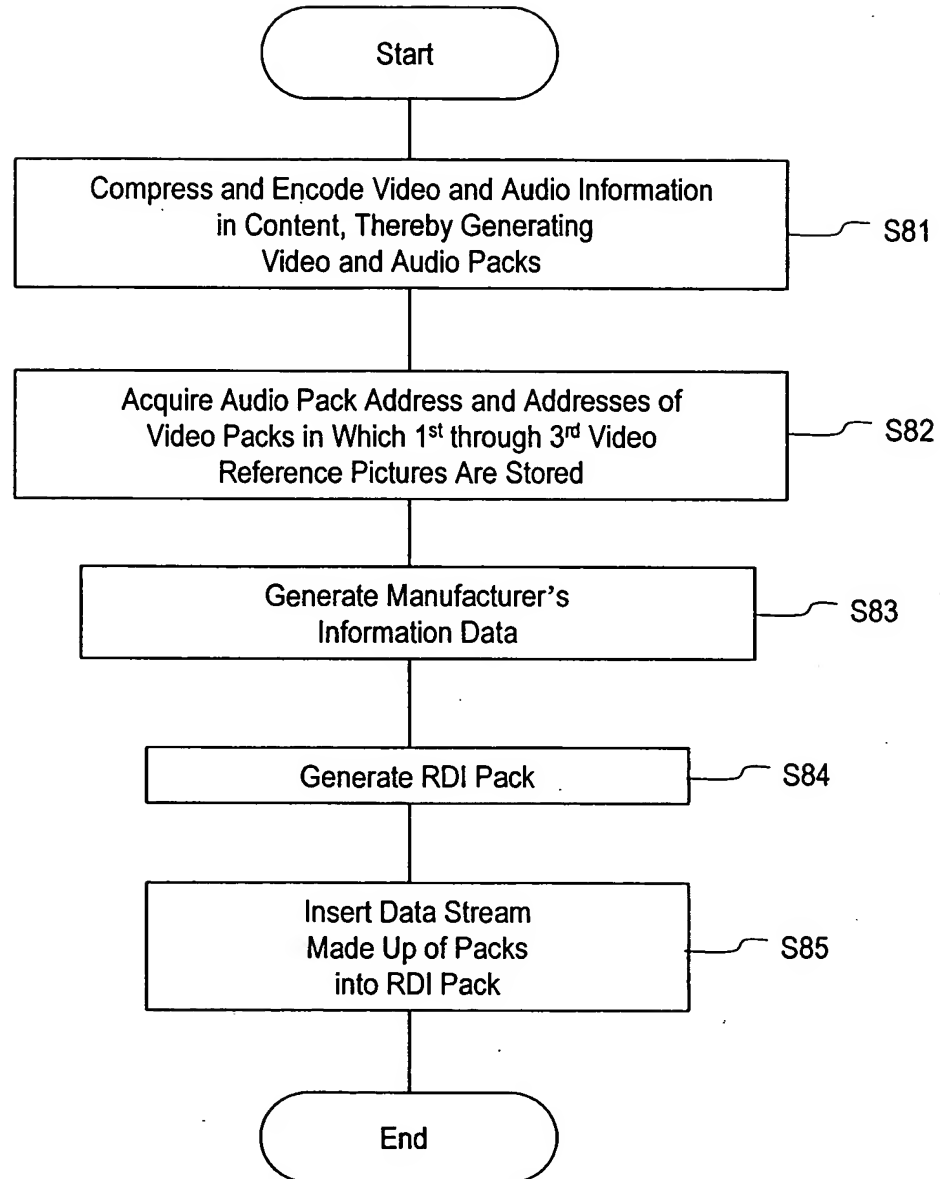 Start
Compress and Encode Video and Audio Information
in Content, Thereby Generating
Video and Audio Packs
S81
Acquire Audio Pack Address and Addresses of
Video Packs in Which 1st through 3rd Video
Reference Pictures Are Stored
S82
Generate Manufacturer's
Information Data
S83
Generate RDI Pack
S84
Insert Data Stream
Made Up of Packs
into RDI Pack
S85
End